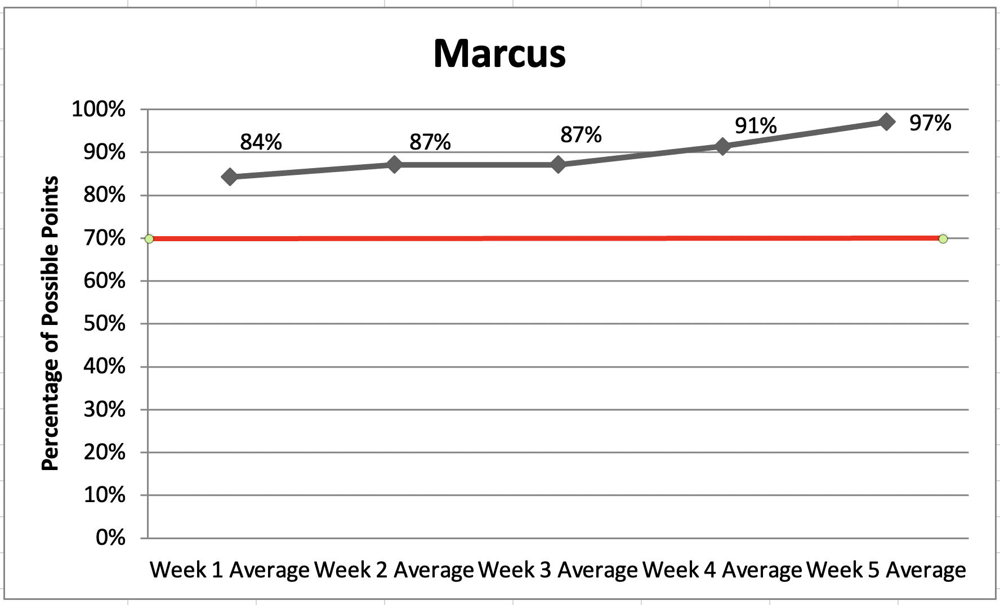 Marcus
Percentage of Possible Points
100%
90%
80%
70%
60%
50%
40%
30%
20%
10%
0%
84%
87%
87%
91%
97%
Week 1 Average
Week 2 Average
Week 3 Average
Week 4 Average
Week 5 Average